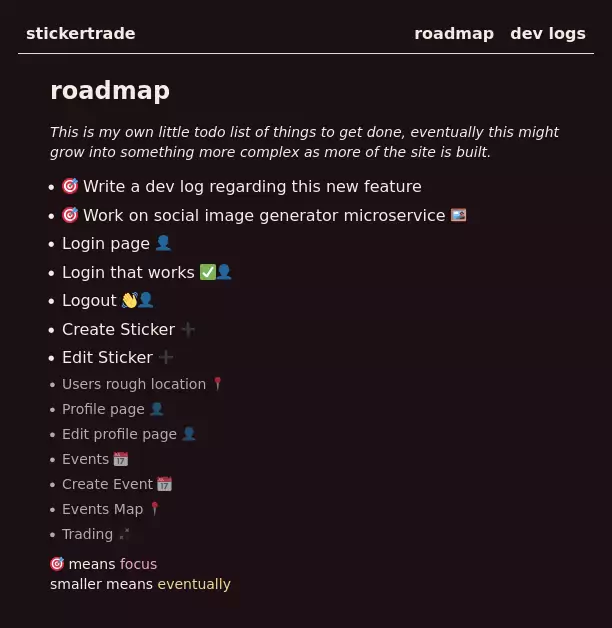 stickertrade
roadmap dev logs
roadmap
This is my own little todo list of things to get done, eventually this might
grow into something more complex as more of the site is built.
• 🎯 Write a dev log regarding this new feature
• 🎯 Work on social image generator microservice 🖼️
• Login page 👤
• Login that works ✅👤
• Logout 👋👤
• Create Sticker ➕
• Edit Sticker ➕
• Users rough location 📍
• Profile page 👤
• Edit profile page 👤
• Events 📅
• Create Event 📅
• Events Map 📍
• Trading
🎯 means focus
smaller means eventually